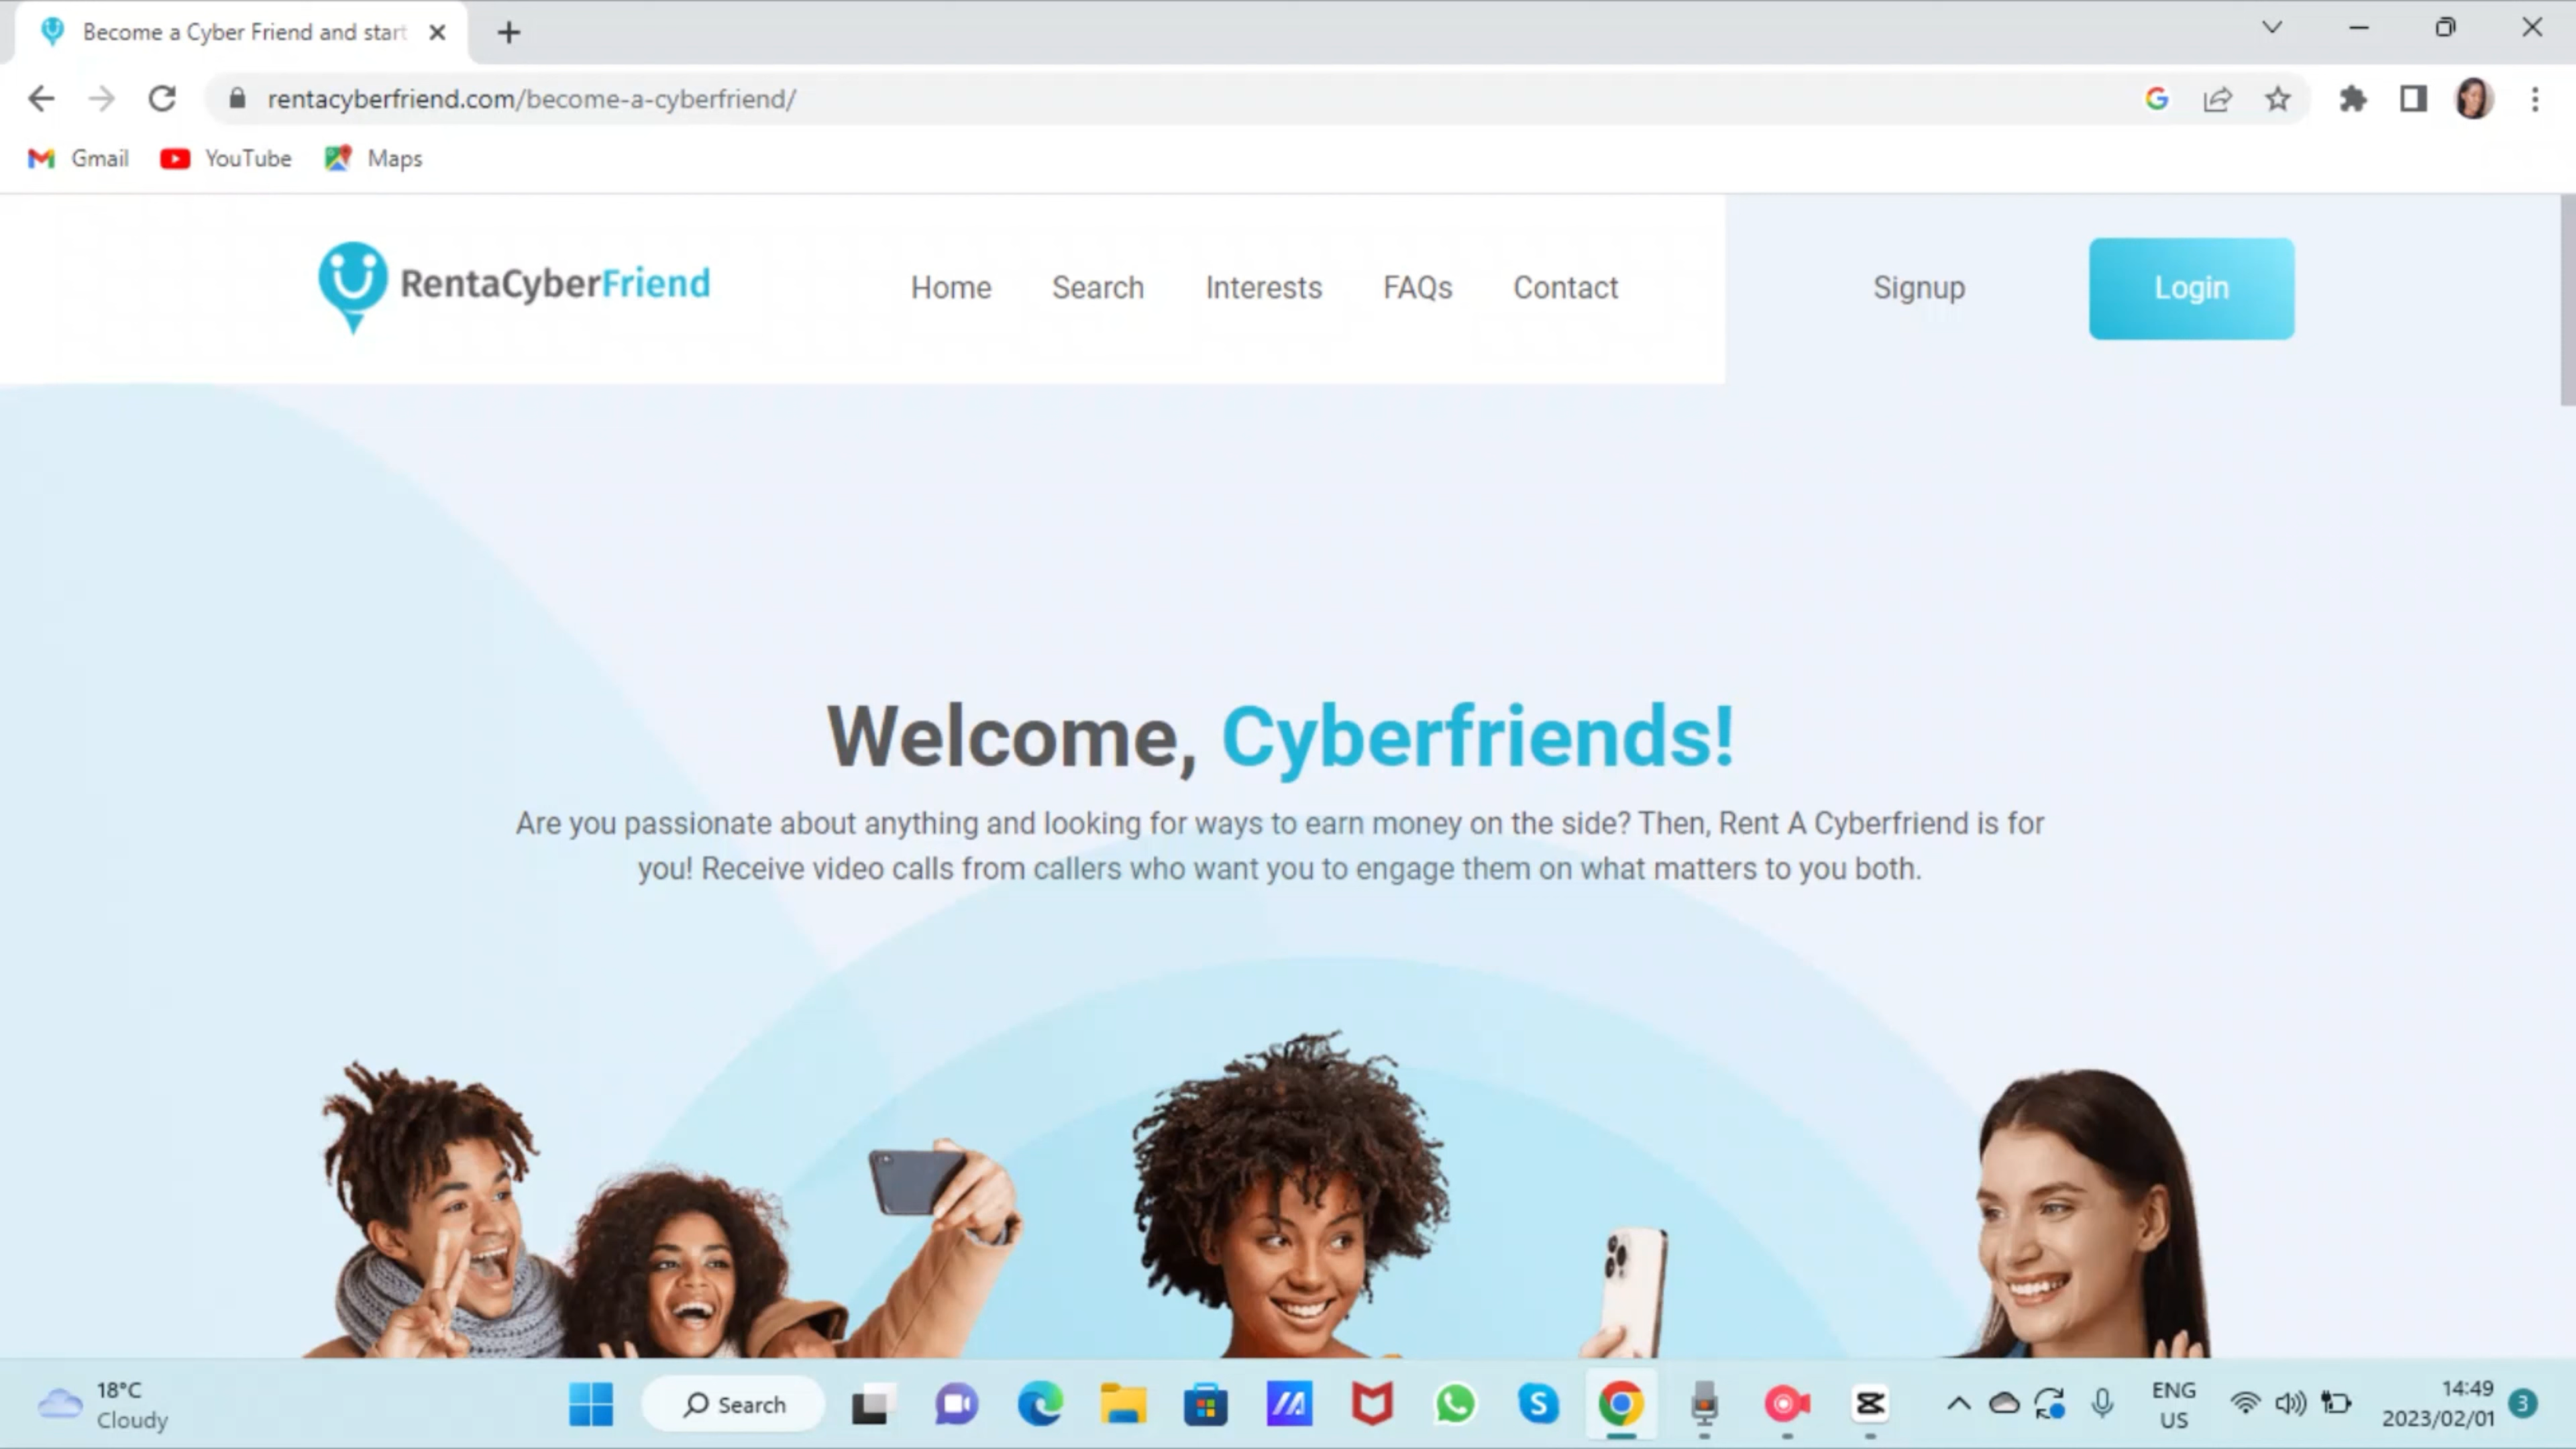 Become a Cyber Friend and start
rentacyberfriend.com/become-a-cyberfriend/
Gmail YouTube Maps
RentaCyberFriend
Home Search Interests FAQs Contact Signup Login
Welcome, Cyberfriends!
Are you passionate about anything and looking for ways to earn money on the side? Then, Rent A Cyberfriend is for
you! Receive video calls from callers who want you to engage them on what matters to you both.
18°C
Cloudy
Search
ENG
US
14:49
2023/02/01
3